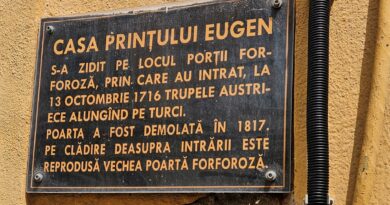 CASA PRINȚULUI EUGEN
S-A ZIDIT PE LOCUL PORȚII FOR-
FOROZĂ, PRIN CARE AU INTRAT, LA
13 OCTOMBRIE 1716 TRUPELE AUSTRI-
ECE ALUNGÎND PE TURCI.
POARTA A FOST DEMOLATĂ ÎN 1817.
PE CLĂDIRE DEASUPRA INTRĂRII ESTE
REPRODUSĂ VECHEA POARTĂ FORFOROZĂ.